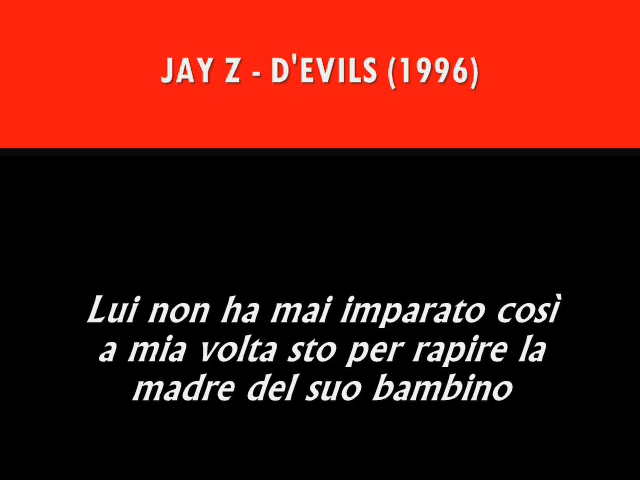 JAY Z - D'EVILS (1996)
Lui non ha mai imparato così
a mia volta sto per rapire la
madre del suo bambino